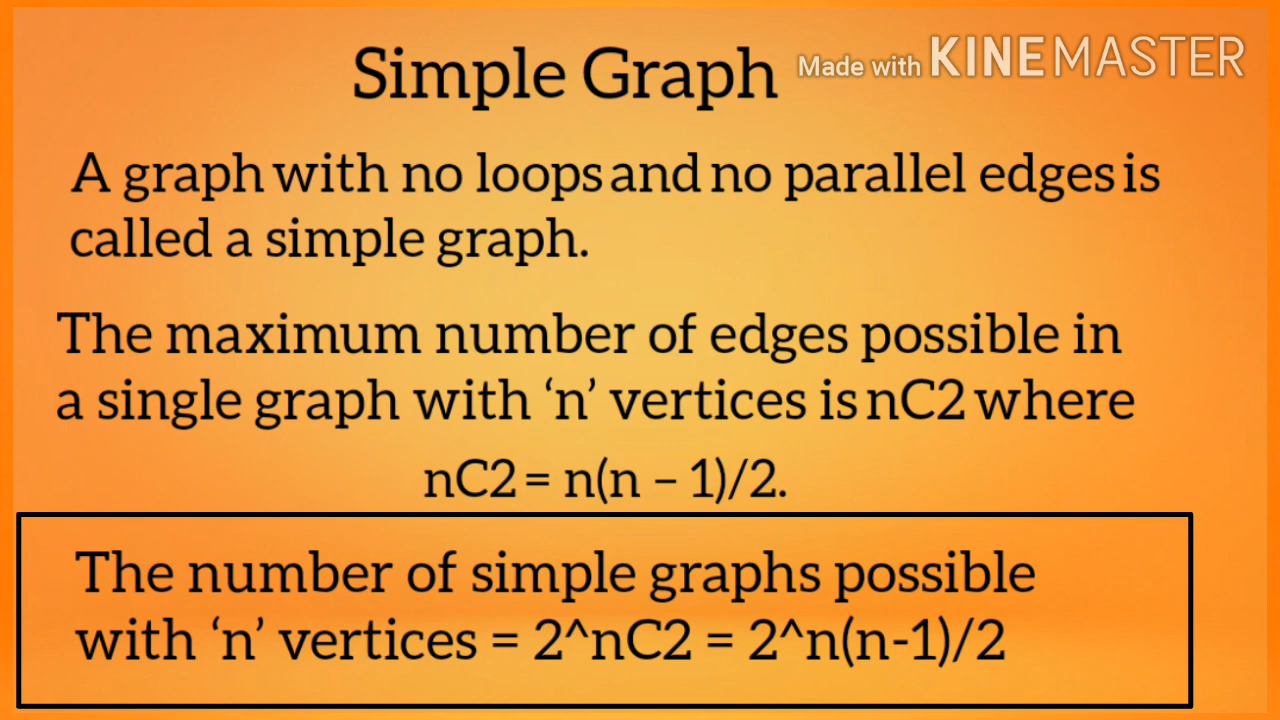 Simple Graph
Made with KINEMASTER
A graph with no loops and no parallel edges is
called a simple graph.
The maximum number of edges possible in
a single graph with ‘n’ vertices is nC2 where
nC2 = n(n – 1)/2.
The number of simple graphs possible
with ‘n’ vertices = 2^nC2 = 2^n(n-1)/2